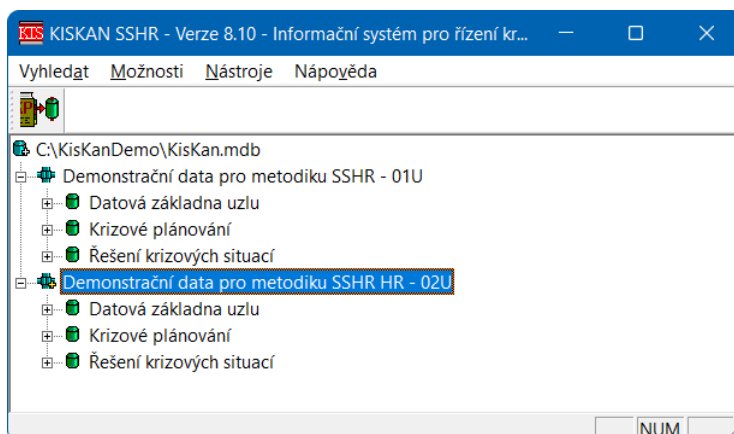 KIS KISKAN SSHR - Verze 8.10 - Informační systém pro řízení kr...
Vyhledat Možnosti Nástroje Nápověda
C:\KisKanDemo\KisKan.mdb
Demonstrační data pro metodiku SSHR - 01U
Datová základna uzlu
Krizové plánování
Řešení krizových situací
Demonstrační data pro metodiku SSHR HR - 02U
Datová základna uzlu
Krizové plánování
Řešení krizových situací
NUM